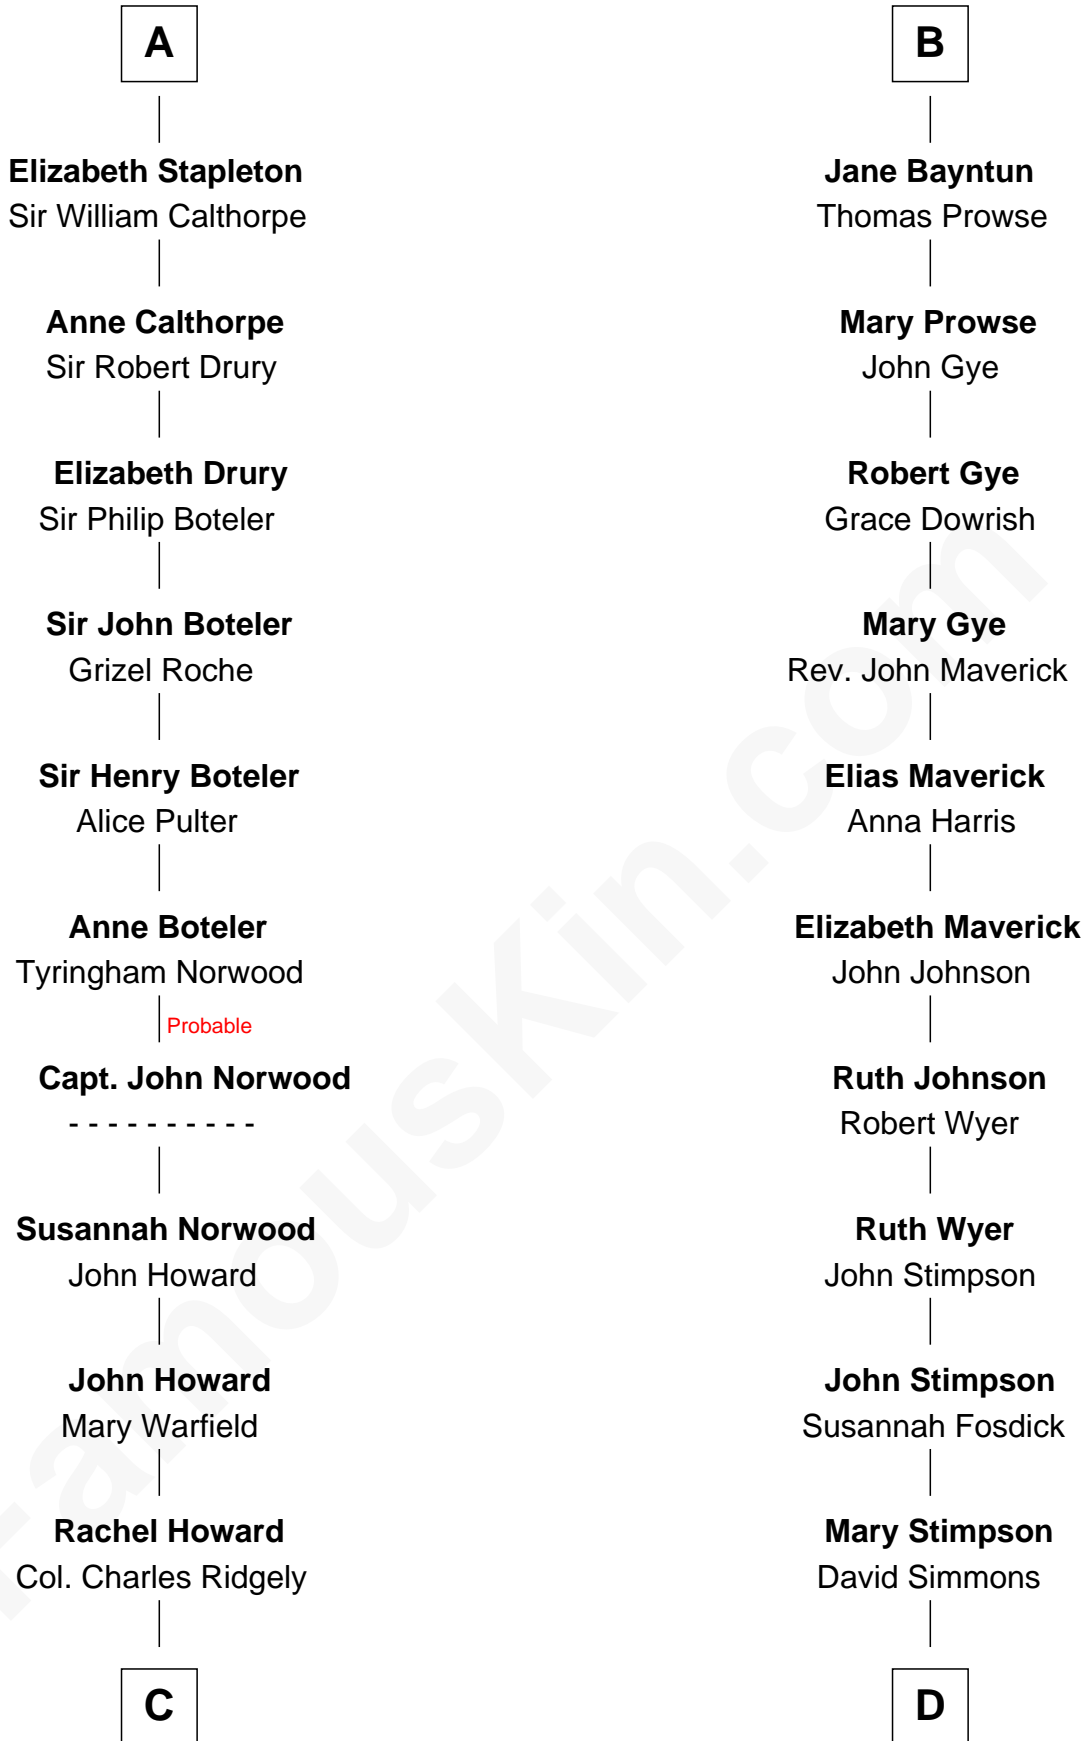 A
Elizabeth Stapleton
Sir William Calthorpe
Anne Calthorpe
Sir Robert Drury
Elizabeth Drury
Sir Philip Boteler
Sir John Boteler
Grizel Roche
Sir Henry Boteler
Alice Pulter
Anne Boteler
Tyringham Norwood
Probable
Capt. John Norwood
- - - - - - - - - -
Susannah Norwood
John Howard
John Howard
Mary Warfield
Rachel Howard
Col. Charles Ridgely
C
B
Jane Bayntun
Thomas Prowse
Mary Prowse
John Gye
Robert Gye
Grace Dowrish
Mary Gye
Rev. John Maverick
Elias Maverick
Anna Harris
Elizabeth Maverick
John Johnson
Ruth Johnson
Robert Wyer
Ruth Wyer
John Stimpson
John Stimpson
Susannah Fosdick
Mary Stimpson
David Simmons
D
FamousKin.com